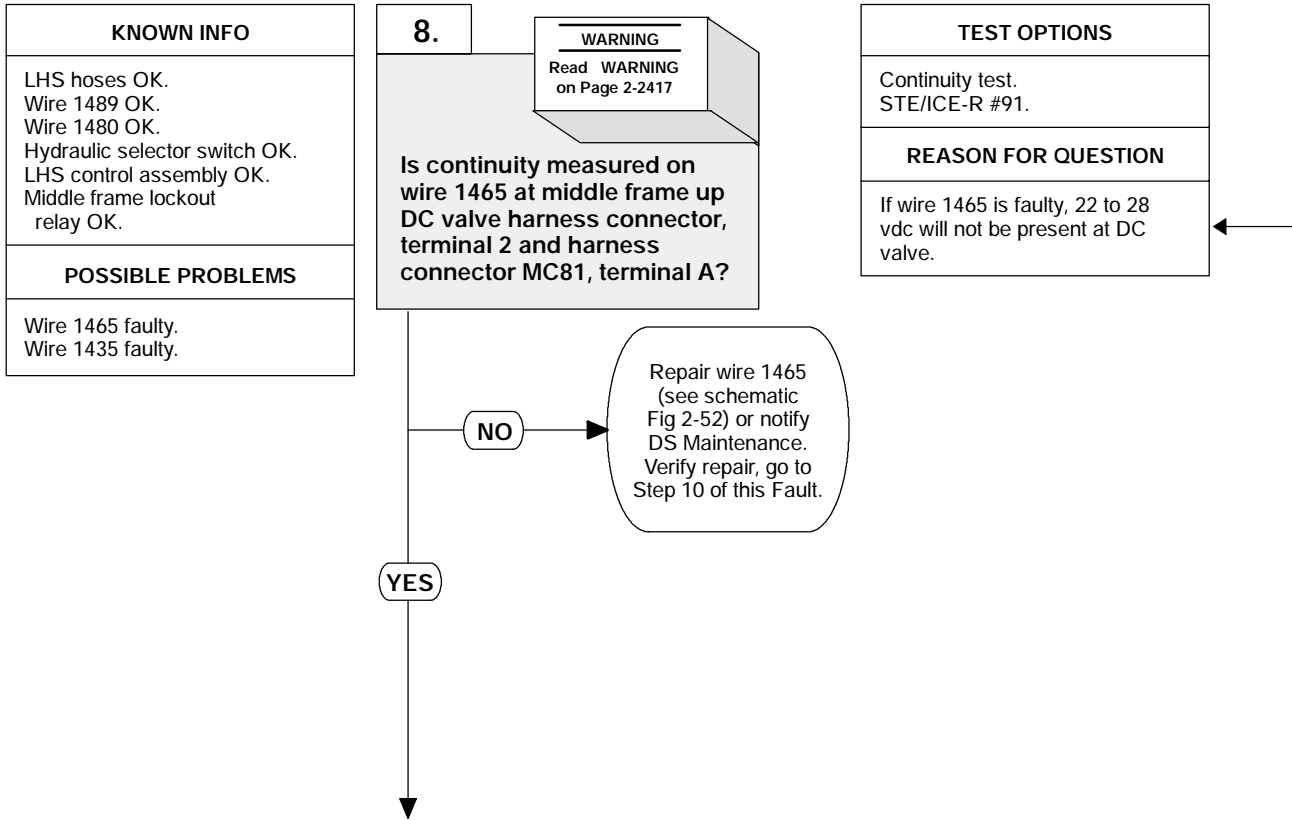 KNOWN INFO
LHS hoses OK.
Wire 1489 OK.
Wire 1480 OK.
Hydraulic selector switch OK.
LHS control assembly OK.
Middle frame lockout
relay OK.
POSSIBLE PROBLEMS
Wire 1465 faulty.
Wire 1435 faulty.
8.
WARNING
Read WARNING
on Page 2-2417
Is continuity measured on
wire 1465 at middle frame up
DC valve harness connector,
terminal 2 and harness
connector MC81, terminal A?
TEST OPTIONS
Continuity test.
STE/ICE-R #91.
REASON FOR QUESTION
If wire 1465 is faulty, 22 to 28
vdc will not be present at DC
valve.
NO
Repair wire 1465
(see schematic
Fig 2-52) or notify
DS Maintenance.
Verify repair, go to
Step 10 of this Fault.
YES